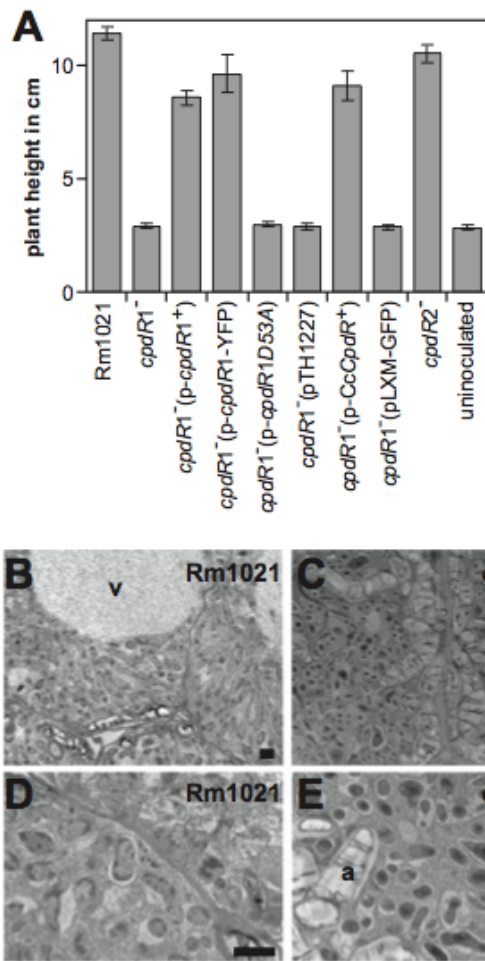 A
plant height in cm
10
5
0
Rm1021
cpdR1⁻
cpdR1⁻(p-cpdR1⁺)
cpdR1⁻(p-cpdR1-YFP)
cpdR1⁻(p-cpdR1D53A)
cpdR1⁻(pTH1227)
cpdR1⁻(p-CcCpdR⁺)
cpdR1⁻(pLXM-GFP)
cpdR2⁻
uninoculated
B
v
Rm1021
C
D
Rm1021
E
a